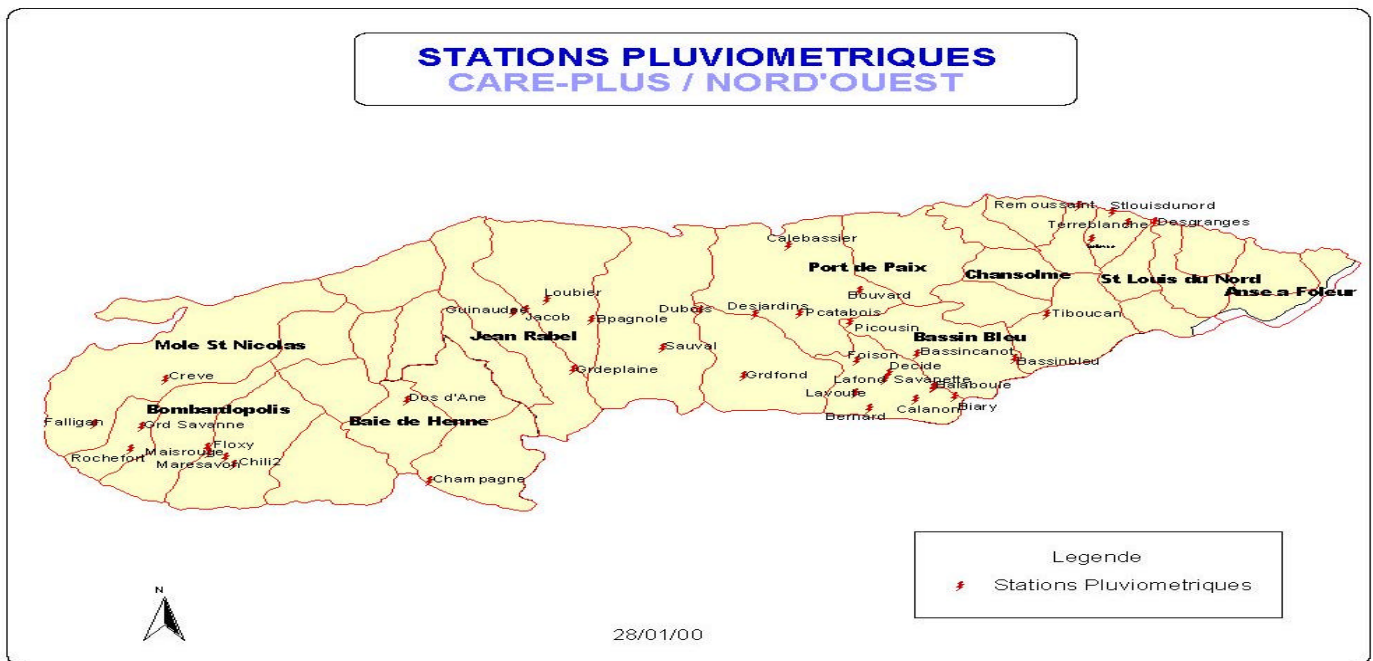 STATIONS PLUVIOMETRIQUES
CARE-PLUS / NORD'OUEST
Remoussaint
Stlouisdunord
Terreblanche
Desgranges
Calebassier
Port de Paix
Chansolme
St Louis du Nord
Anse a Foleur
Loubier
Bouvard
Guinaudee
Jacob
Bpagnole
Dubois
Desjardins
Pcatabois
Tiboucan
Jean Rabel
Picousin
Bassin Bleu
Mole St Nicolas
Sauval
Foison
Bassincanot
Bassinbleu
Creve
Grdeplaine
Grdfond
Decide
Lafond
Savanette
Balaboule
Dos d'Ane
Lavoute
Calanon
Biary
Bombardopolis
Bernard
Falligan
Grd Savanne
Baie de Henne
Rochefort
Maisrouge
Floxy
Maresavon
Chili2
Champagne
Legende
Stations Pluviometriques
N
28/01/00